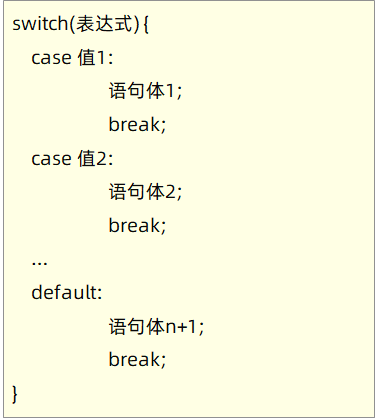 switch(表达式){
case 值1:
语句体1;
break;
case 值2:
语句体2;
break;
...
default:
语句体n+1;
break;
}